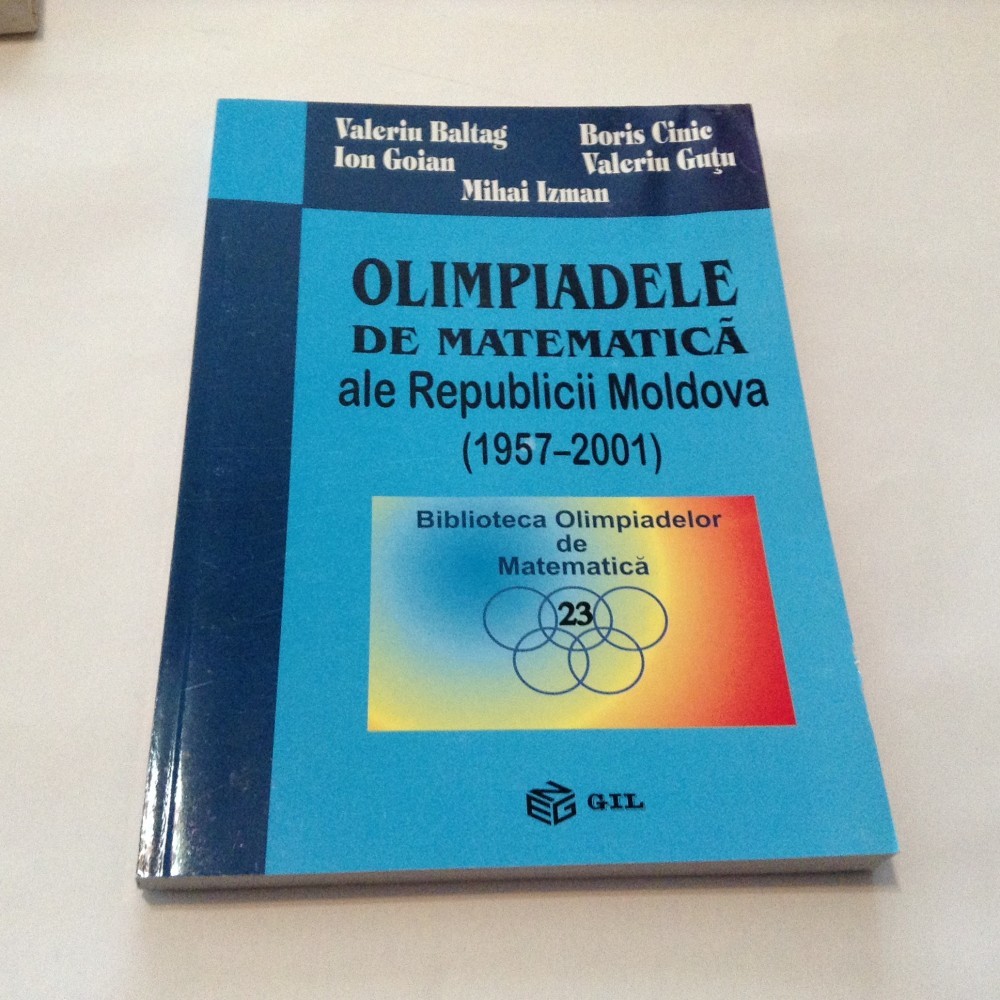 Valeriu Baltag Boris Cinic
Ion Goian Valeriu Guțu
Mihai Izman
OLIMPIADELE
DE MATEMATICĂ
ale Republicii Moldova
(1957–2001)
Biblioteca Olimpiadelor
de
Matematică
23
GIL